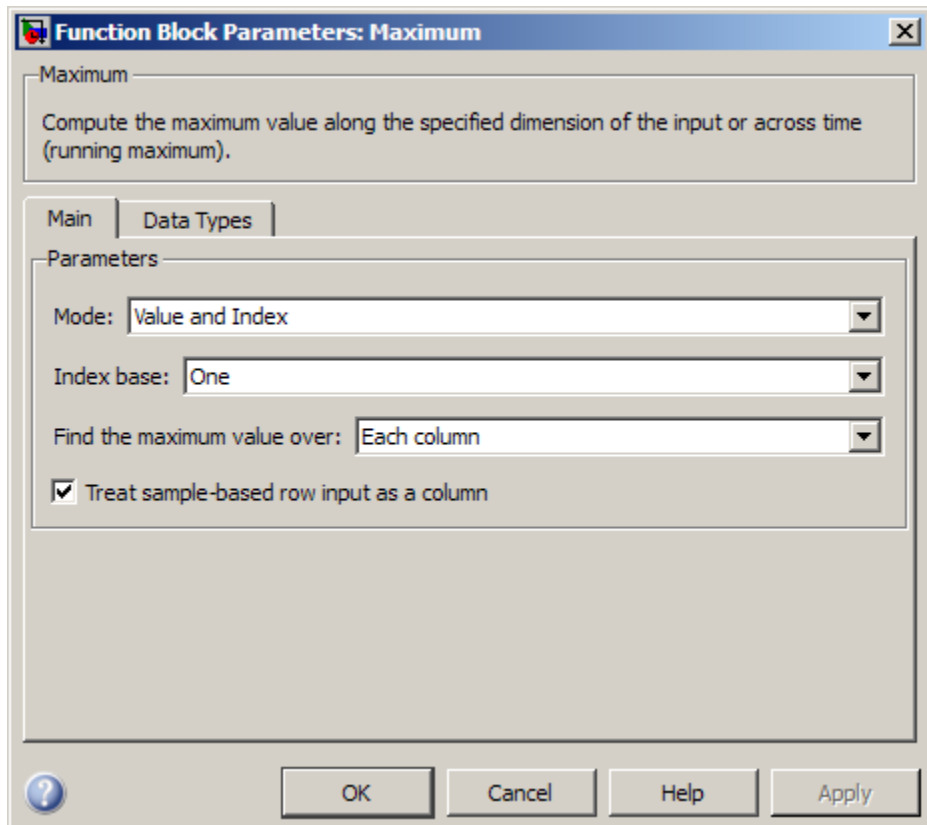 Function Block Parameters: Maximum
Maximum
Compute the maximum value along the specified dimension of the input or across time
(running maximum).
Main Data Types
Parameters
Mode: Value and Index
Index base: One
Find the maximum value over: Each column
Treat sample-based row input as a column
? OK Cancel Help Apply